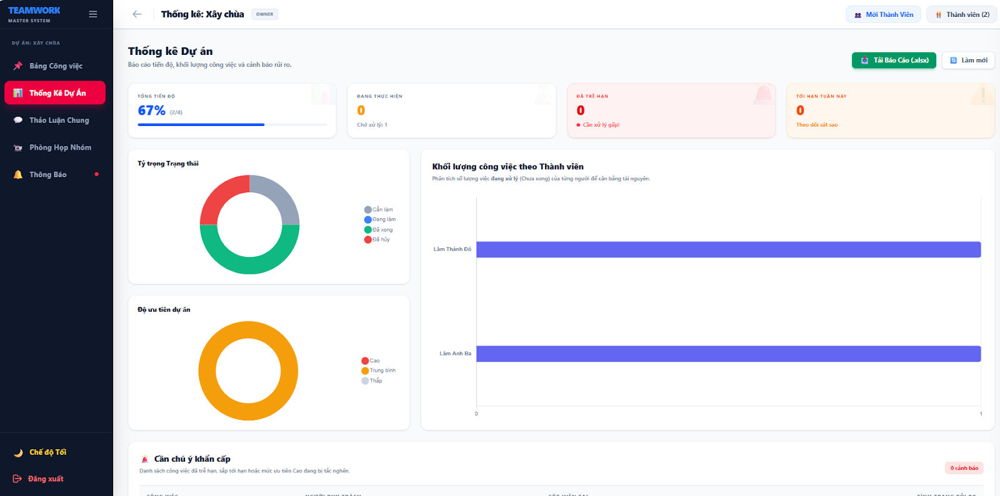 TEAMWORK
MASTER SYSTEM
DỰ ÁN: XÂY CHÙA
Bảng Công việc
Thống Kê Dự Án
Thảo Luận Chung
Phòng Họp Nhóm
Thông Báo
Chế độ Tối
Đăng xuất
Thống kê: Xây chùa
OWNER
Mời Thành Viên
Thành viên (2)
Thống kê Dự án
Báo cáo tiến độ, khối lượng công việc và cảnh báo rủi ro.
Tải Báo Cáo (.xlsx)
Làm mới
TỔNG TIẾN ĐỘ
67% (2/4)
ĐANG THỰC HIỆN
0
Chờ xử lý: 1
ĐÃ TRỄ HẠN
0
Cần xử lý gấp!
TỚI HẠN TUẦN NÀY
0
Theo dõi sát sao
Tỷ trọng Trạng thái
Cần làm
Đang làm
Đã xong
Đã hủy
Độ ưu tiên dự án
Cao
Trung bình
Thấp
Khối lượng công việc theo Thành viên
Phân tích số lượng việc đang xử lý (Chưa xong) của từng người để cân bằng tài nguyên.
Lâm Thành Đô
Lâm Anh Ba
0
1
Cần chú ý khẩn cấp
Danh sách công việc đã trễ hạn, sắp tới hạn hoặc mức ưu tiên Cao đang bị tắc nghẽn.
0 cảnh báo